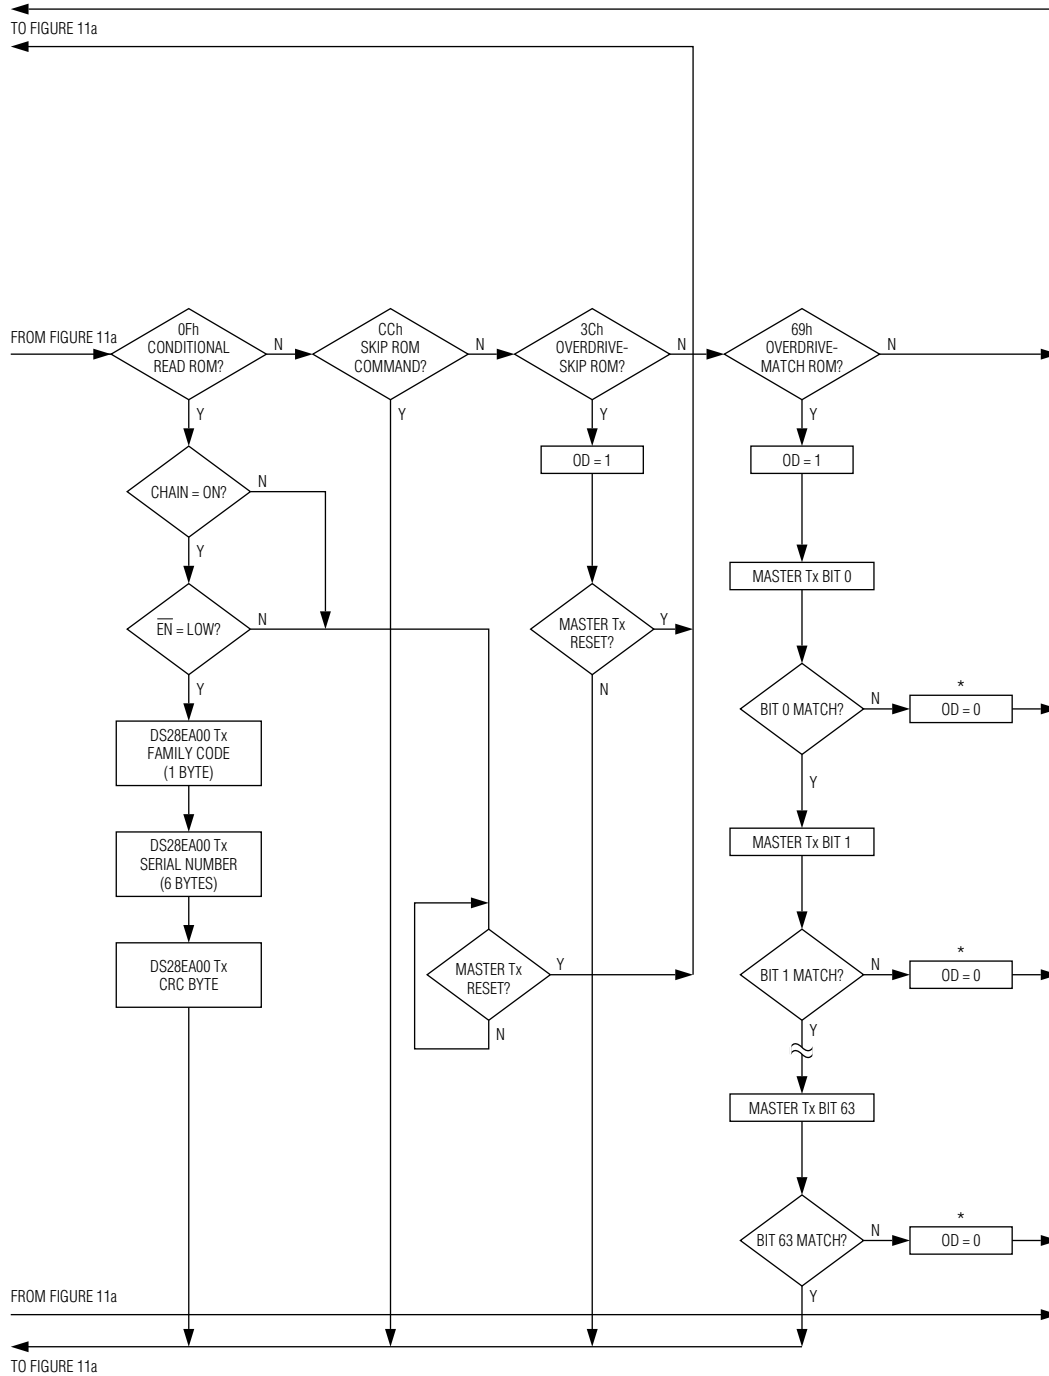 TO FIGURE 11a
FROM FIGURE 11a
0Fh
CONDITIONAL
READ ROM?
N
CCh
SKIP ROM
COMMAND?
N
3Ch
OVERDRIVE-
SKIP ROM?
N
69h
OVERDRIVE-
MATCH ROM?
N
Y
Y
Y
Y
CHAIN = ON?
N
OD = 1
OD = 1
Y
MASTER Tx BIT 0
EN = LOW?
N
MASTER Tx
RESET?
Y
Y
N
BIT 0 MATCH?
N
*
OD = 0
DS28EA00 Tx
FAMILY CODE
(1 BYTE)
Y
DS28EA00 Tx
SERIAL NUMBER
(6 BYTES)
MASTER Tx BIT 1
DS28EA00 Tx
CRC BYTE
MASTER Tx
RESET?
Y
N
BIT 1 MATCH?
N
*
OD = 0
Y
MASTER Tx BIT 63
BIT 63 MATCH?
N
*
OD = 0
Y
FROM FIGURE 11a
TO FIGURE 11a